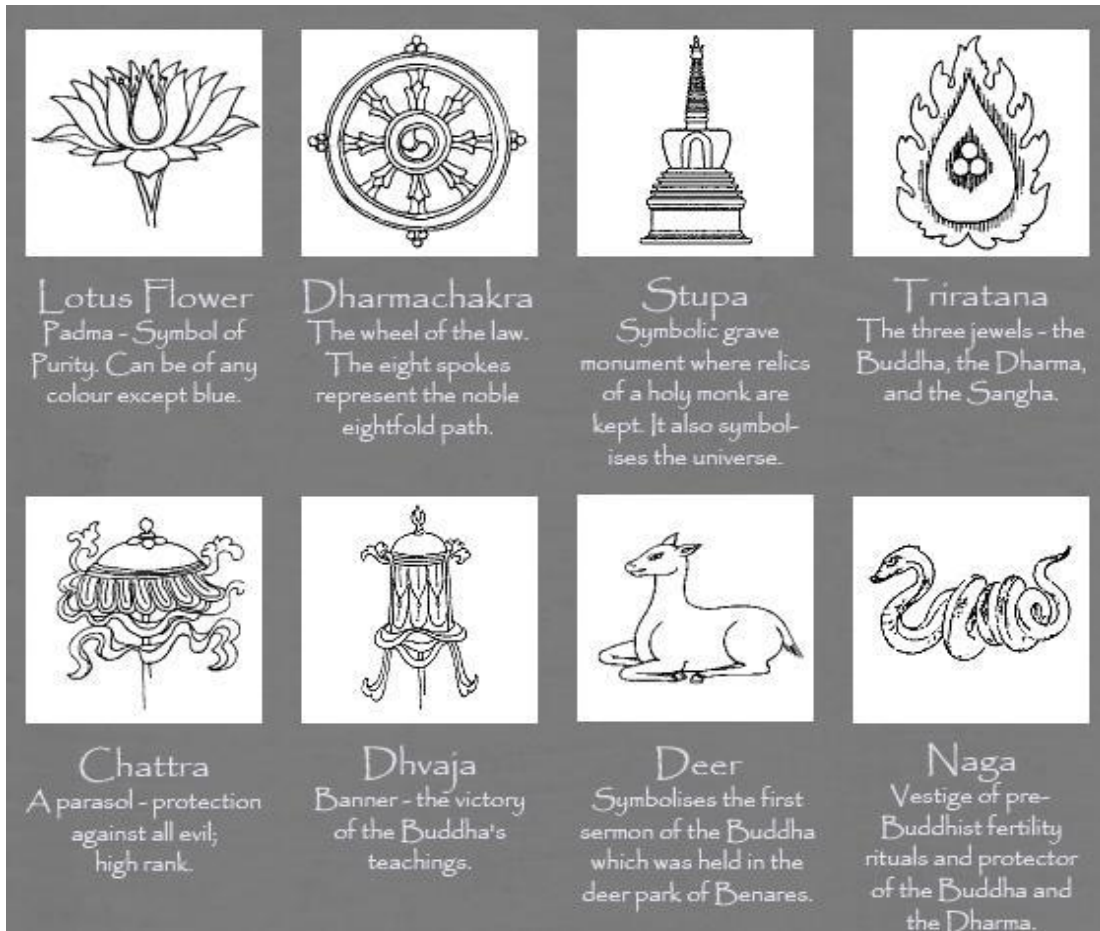 Lotus Flower
Padma - Symbol of
Purity. Can be of any
colour except blue.
Dharmachakra
The wheel of the law.
The eight spokes
represent the noble
eightfold path.
Stupa
Symbolic grave
monument where relics
of a holy monk are
kept. It also symbol-
ises the universe.
Triratana
The three jewels - the
Buddha, the Dharma,
and the Sangha.
Chattra
A parasol - protection
against all evil;
high rank.
Dhvaja
Banner - the victory
of the Buddha's
teachings.
Deer
Symbolises the first
sermon of the Buddha
which was held in the
deer park of Benares.
Naga
Vestige of pre-
Buddhist fertility
rituals and protector
of the Buddha and
the Dharma.